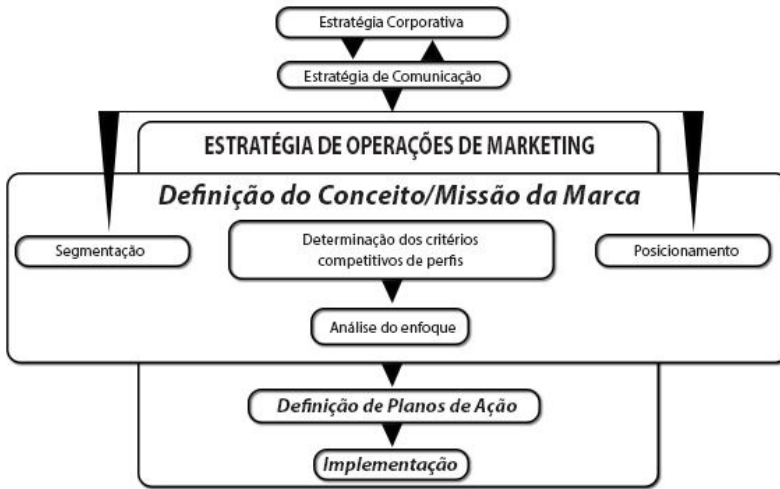 Estratégia Corporativa
Estratégia de Comunicação
ESTRATÉGIA DE OPERAÇÕES DE MARKETING
Definição do Conceito/Missão da Marca
Segmentação
Determinação dos critérios
competitivos de perfis
Posicionamento
Análise do enfoque
Definição de Planos de Ação
Implementação